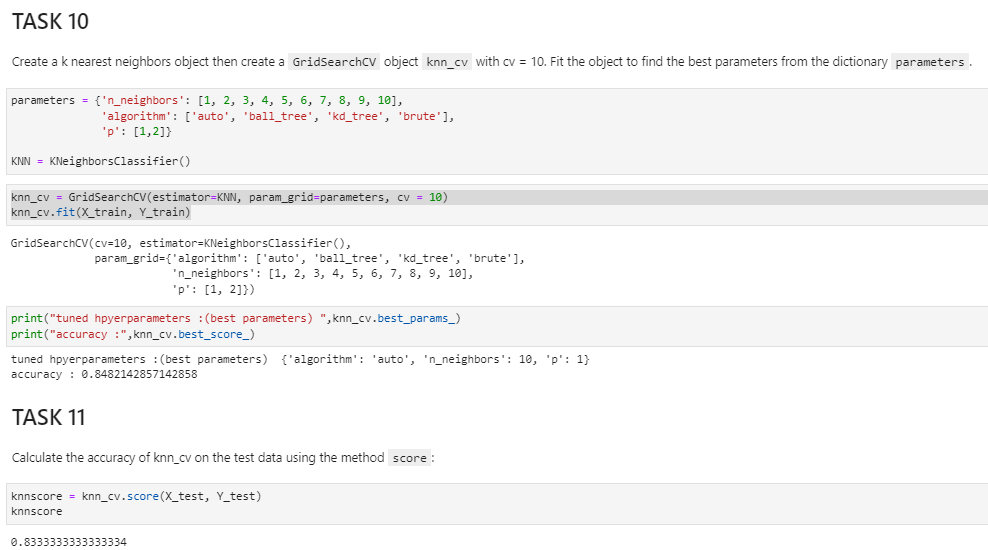 TASK 10
Create a k nearest neighbors object then create a GridSearchCV object knn_cv with cv = 10. Fit the object to find the best parameters from the dictionary parameters .
parameters = {'n_neighbors': [1, 2, 3, 4, 5, 6, 7, 8, 9, 10],
              'algorithm': ['auto', 'ball_tree', 'kd_tree', 'brute'],
              'p': [1,2]}
KNN = KNeighborsClassifier()
knn_cv = GridSearchCV(estimator=KNN, param_grid=parameters, cv = 10)
knn_cv.fit(X_train, Y_train)
GridSearchCV(cv=10, estimator=KNeighborsClassifier(),
             param_grid={'algorithm': ['auto', 'ball_tree', 'kd_tree', 'brute'],
                         'n_neighbors': [1, 2, 3, 4, 5, 6, 7, 8, 9, 10],
                         'p': [1, 2]})
print("tuned hpyerparameters :(best parameters) ",knn_cv.best_params_)
print("accuracy :",knn_cv.best_score_)
tuned hpyerparameters :(best parameters)  {'algorithm': 'auto', 'n_neighbors': 10, 'p': 1}
accuracy : 0.8482142857142858
TASK 11
Calculate the accuracy of knn_cv on the test data using the method score :
knnscore = knn_cv.score(X_test, Y_test)
knnscore
0.8333333333333334